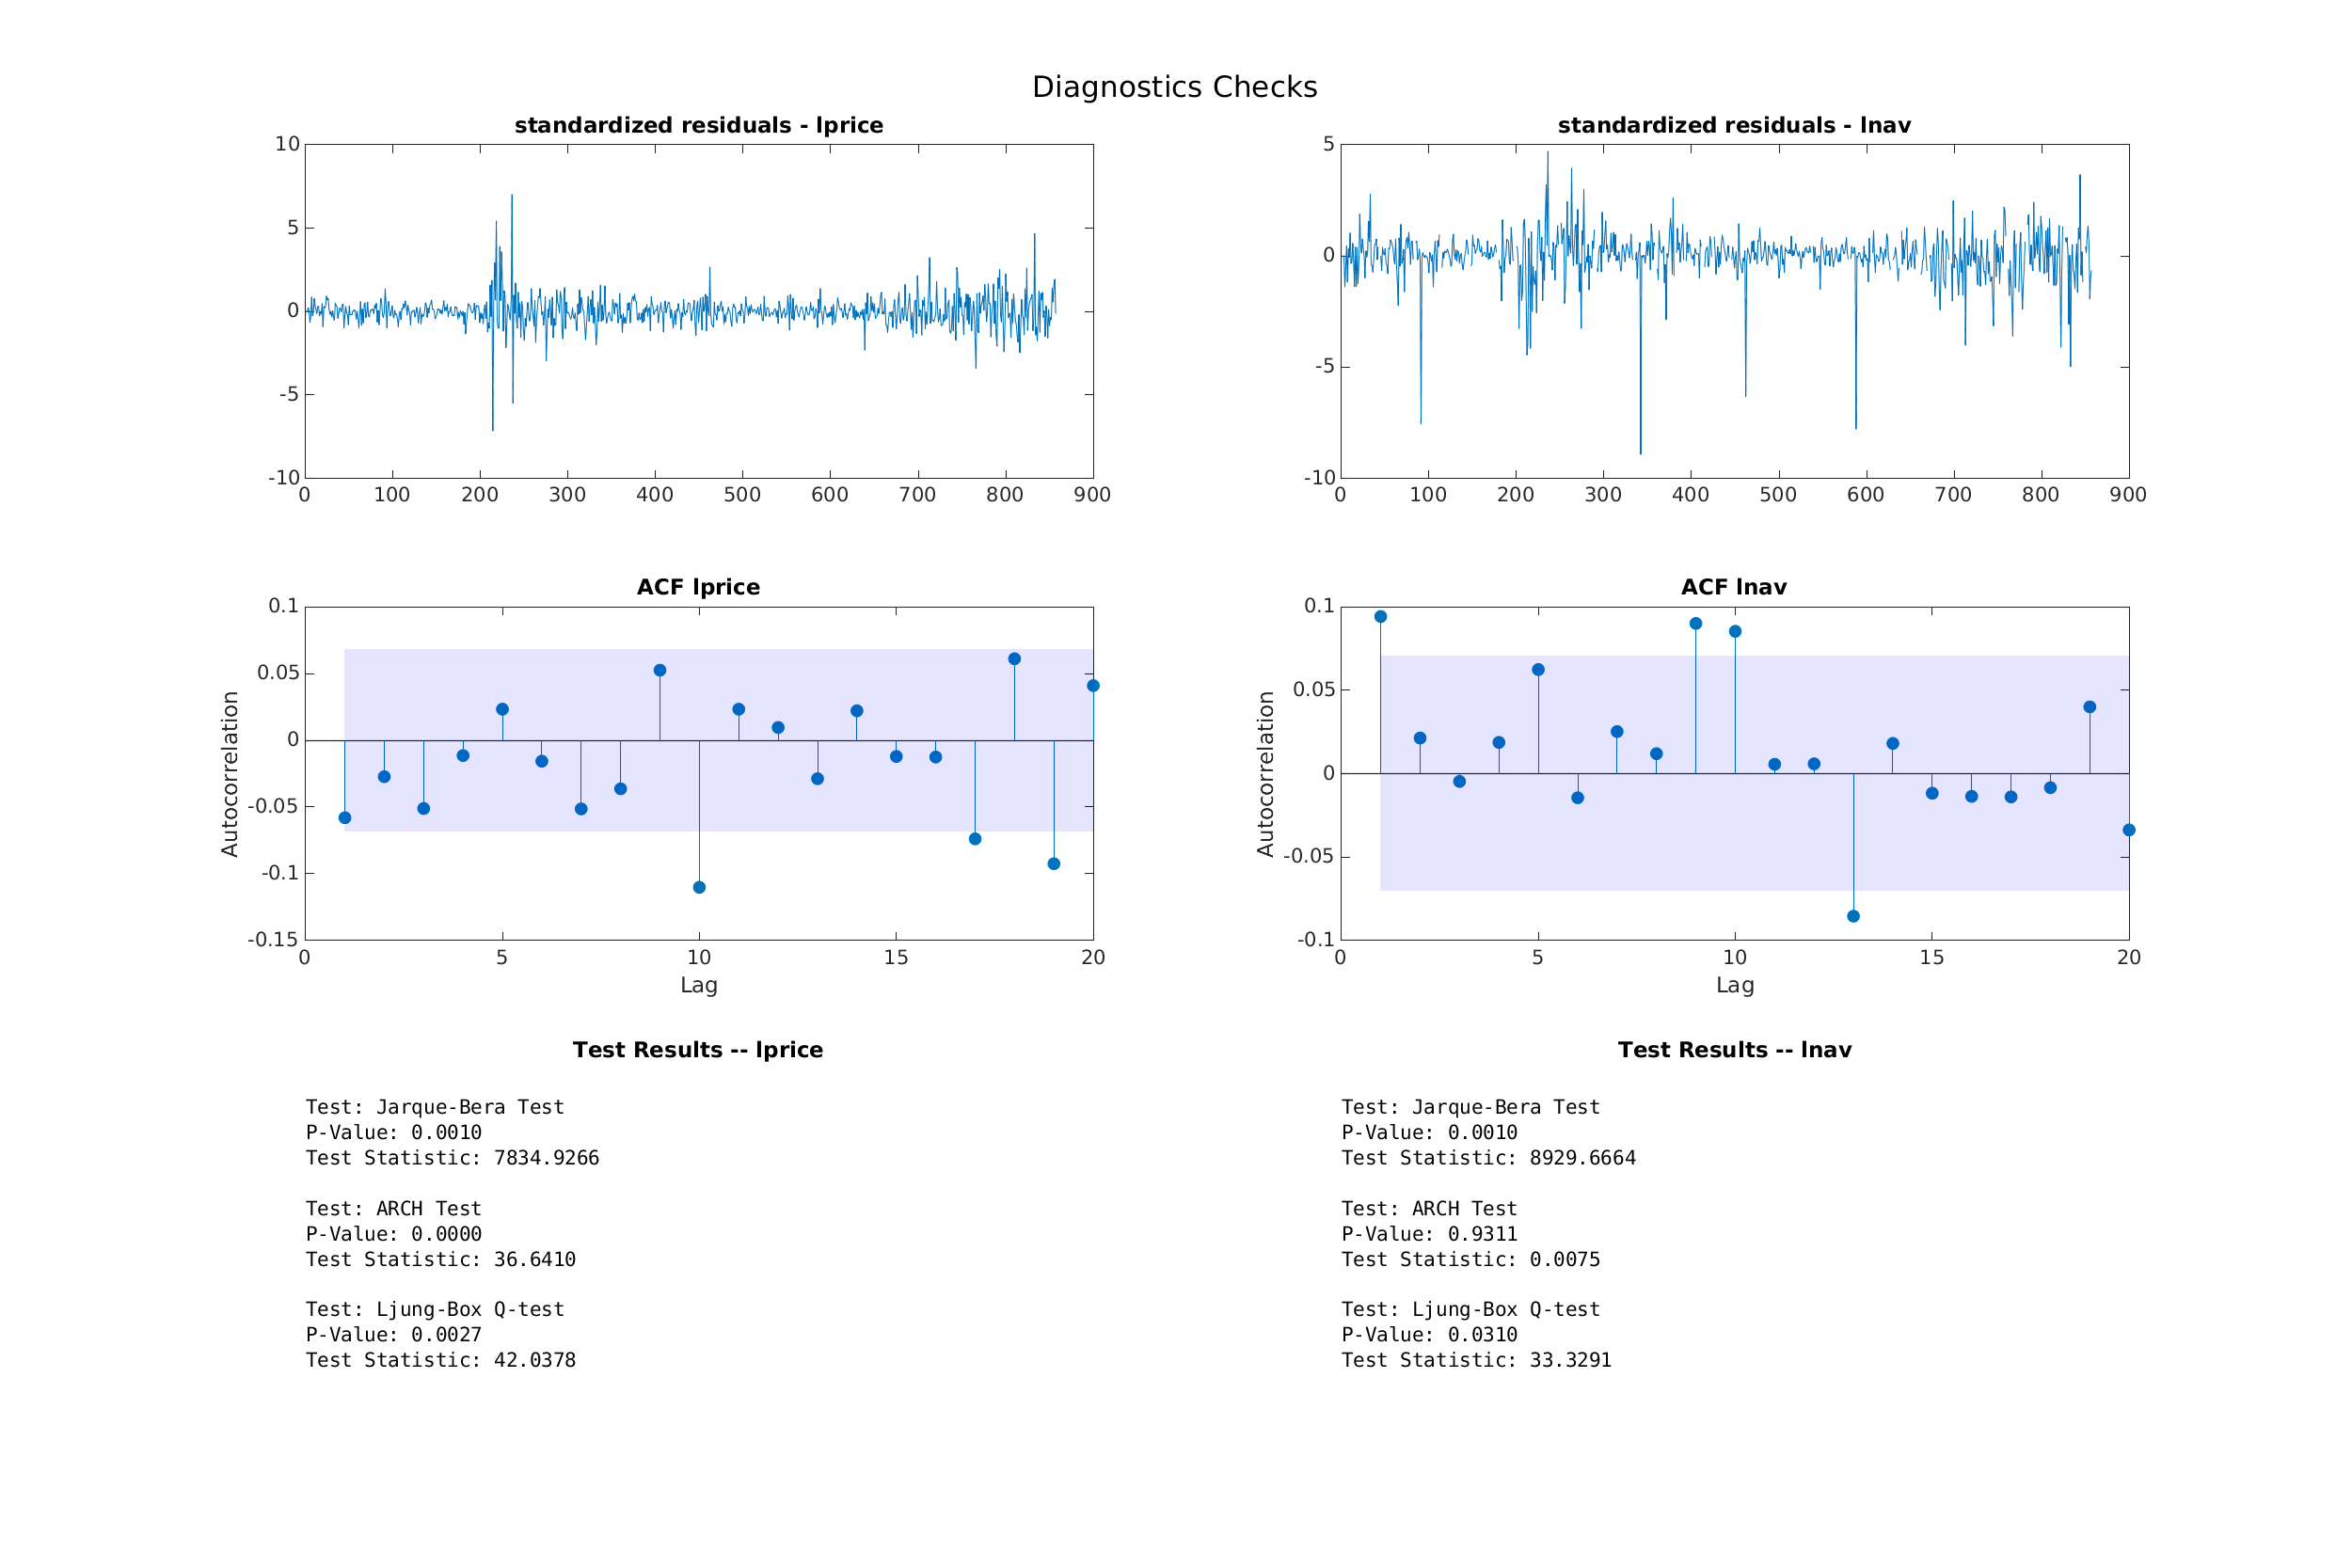 Diagnostics Checks
standardized residuals - lprice
10
5
0
-5
-10
0 100 200 300 400 500 600 700 800 900
standardized residuals - lnav
5
0
-5
-10
0 100 200 300 400 500 600 700 800 900
ACF lprice
0.1
0.05
0
-0.05
-0.1
-0.15
Autocorrelation
0 5 10 15 20
Lag
ACF lnav
0.1
0.05
0
-0.05
-0.1
Autocorrelation
0 5 10 15 20
Lag
Test Results -- lprice
Test: Jarque-Bera Test
P-Value: 0.0010
Test Statistic: 7834.9266
Test: ARCH Test
P-Value: 0.0000
Test Statistic: 36.6410
Test: Ljung-Box Q-test
P-Value: 0.0027
Test Statistic: 42.0378
Test Results -- lnav
Test: Jarque-Bera Test
P-Value: 0.0010
Test Statistic: 8929.6664
Test: ARCH Test
P-Value: 0.9311
Test Statistic: 0.0075
Test: Ljung-Box Q-test
P-Value: 0.0310
Test Statistic: 33.3291